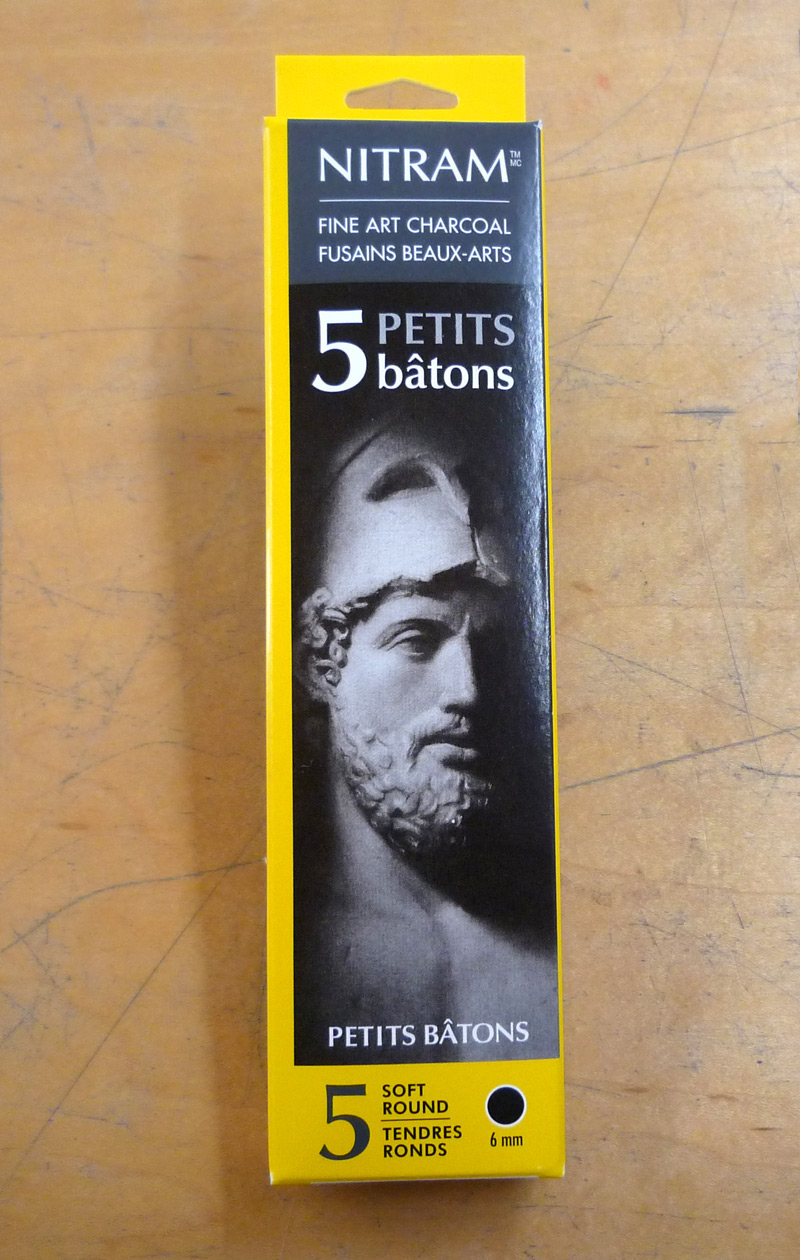 NITRAM™ MC
FINE ART CHARCOAL
FUSAINS BEAUX-ARTS
5 PETITS
bâtons
PETITS BÂTONS
5 SOFT
ROUND
TENDRES
RONDS
6 mm